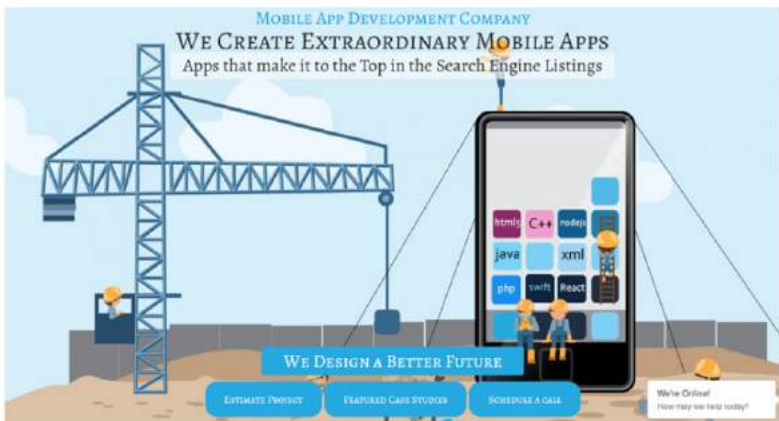 Mobile App Development Company
We Create Extraordinary Mobile Apps
Apps that make it to the Top in the Search Engine Listings
html5 C++ nodejs
java xml
php swift React
We Design a Better Future
Estimate Project Featured Case Studies Schedule a call
We're Online!
How may we help today?